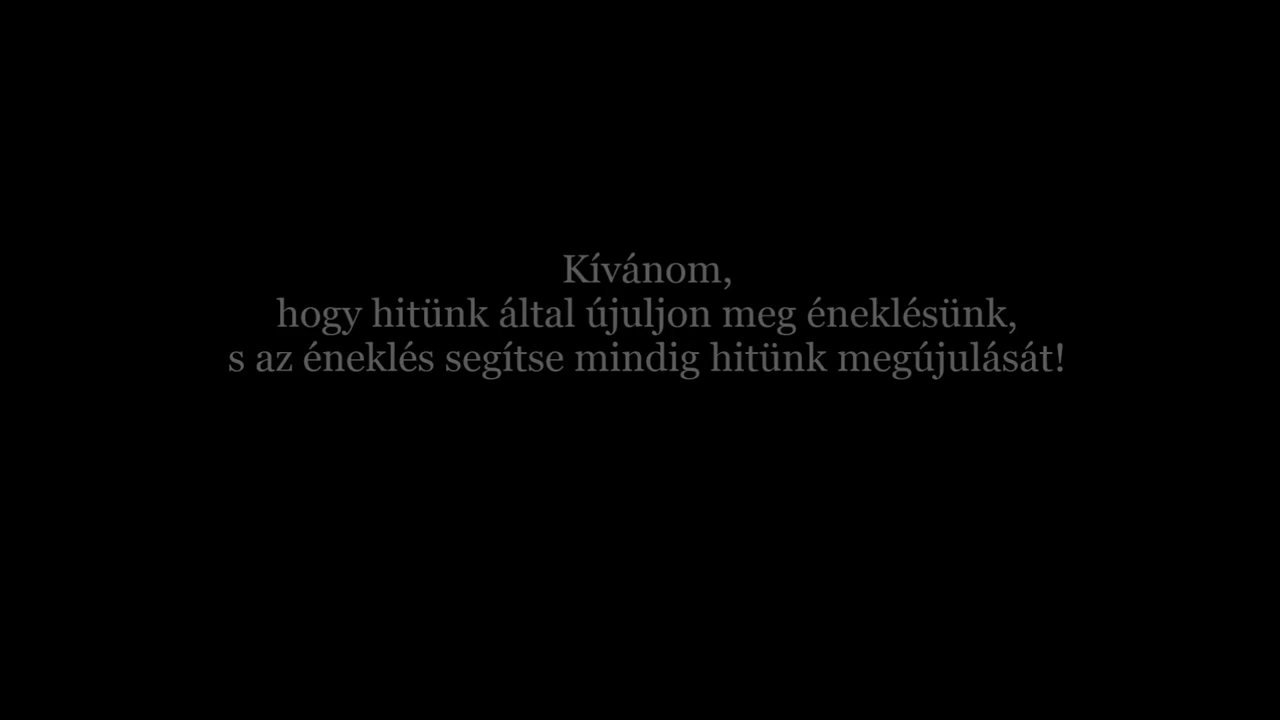 Kívánom,
hogy hitünk által újuljon meg éneklésünk,
s az éneklés segítse mindig hitünk megújulását!